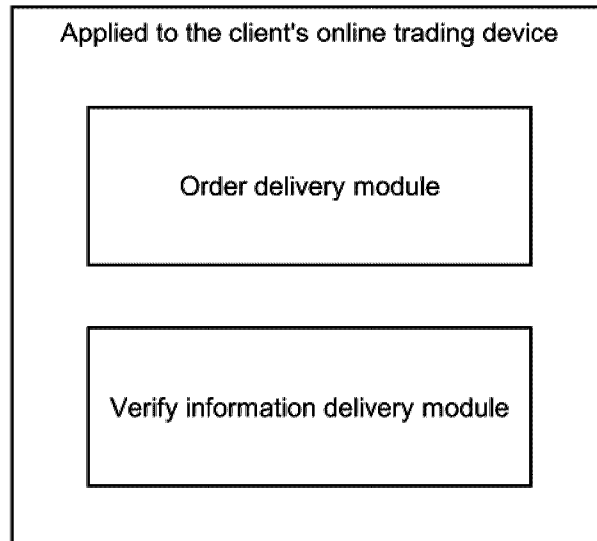 Applied to the client's online trading device
Order delivery module
Verify information delivery module